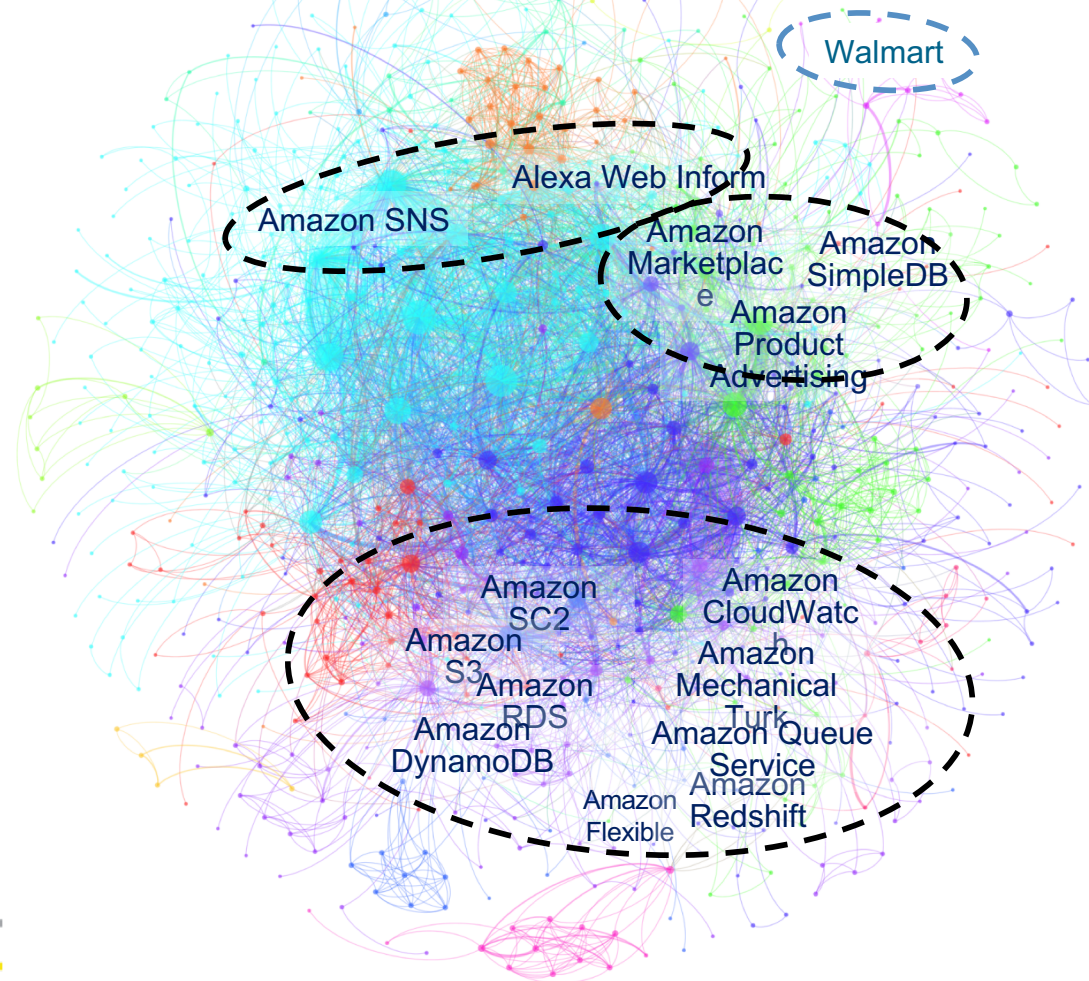 Walmart
Alexa Web Inform
Amazon SNS
Amazon
Marketplac
e
Amazon
SimpleDB
Amazon
Product
Advertising
Amazon
SC2
Amazon
CloudWatc
h
Amazon
S3
Amazon
Mechanical
Turk
Amazon
RDS
Amazon
DynamoDB
Amazon Queue
Service
Amazon
Redshift
Amazon
Flexible